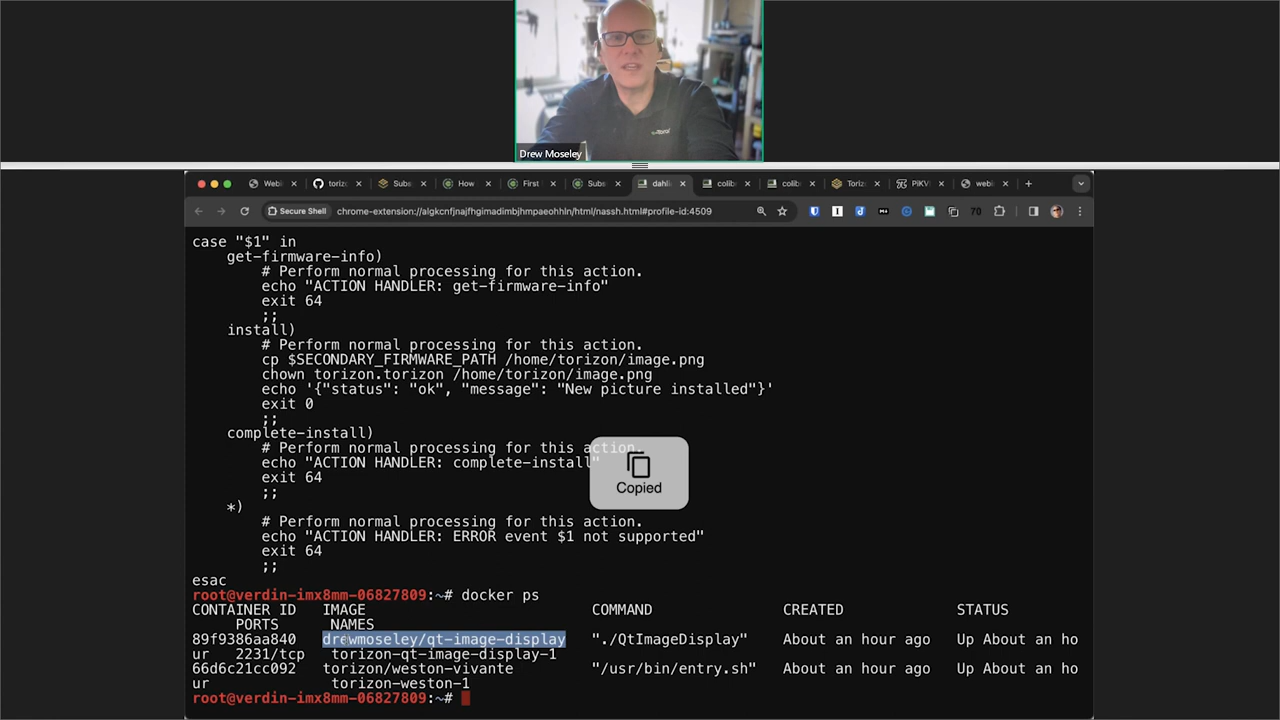 Drew Moseley
Webi
toriz
Subs
How
First
Subs
dahli
colib
colib
Toriz
PiKV
webi
Secure Shell
chrome-extension://algkcnfjnajfhgimadimbjhmpaeohhln/html/nassh.html#profile-id:4509
70
case "$1" in
get-firmware-info)
# Perform normal processing for this action.
echo "ACTION HANDLER: get-firmware-info"
exit 64
;;
install)
# Perform normal processing for this action.
cp $SECONDARY_FIRMWARE_PATH /home/torizon/image.png
chown torizon.torizon /home/torizon/image.png
echo '{"status": "ok", "message": "New picture installed"}'
exit 0
;;
complete-install)
# Perform normal processing for this action.
echo "ACTION HANDLER: complete-install"
exit 64
;;
*)
# Perform normal processing for this action.
echo "ACTION HANDLER: ERROR event $1 not supported"
exit 64
;;
esac
Copied
root@verdin-imx8mm-06827809:~# docker ps
CONTAINER ID IMAGE COMMAND CREATED STATUS
PORTS NAMES
89f9386aa840 drewmoseley/qt-image-display "./QtImageDisplay" About an hour ago Up About an ho
ur 2231/tcp torizon-qt-image-display-1
66d6c21cc092 torizon/weston-vivante "/usr/bin/entry.sh" About an hour ago Up About an ho
ur torizon-weston-1
root@verdin-imx8mm-06827809:~#